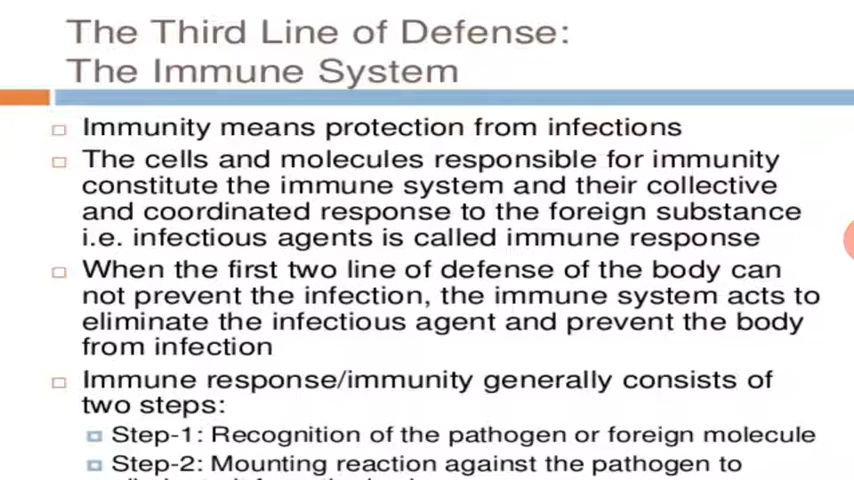 The Third Line of Defense:
The Immune System
Immunity means protection from infections
The cells and molecules responsible for immunity
constitute the immune system and their collective
and coordinated response to the foreign substance
i.e. infectious agents is called immune response
When the first two line of defense of the body can
not prevent the infection, the immune system acts to
eliminate the infectious agent and prevent the body
from infection
Immune response/immunity generally consists of
two steps:
Step-1: Recognition of the pathogen or foreign molecule
Step-2: Mounting reaction against the pathogen to